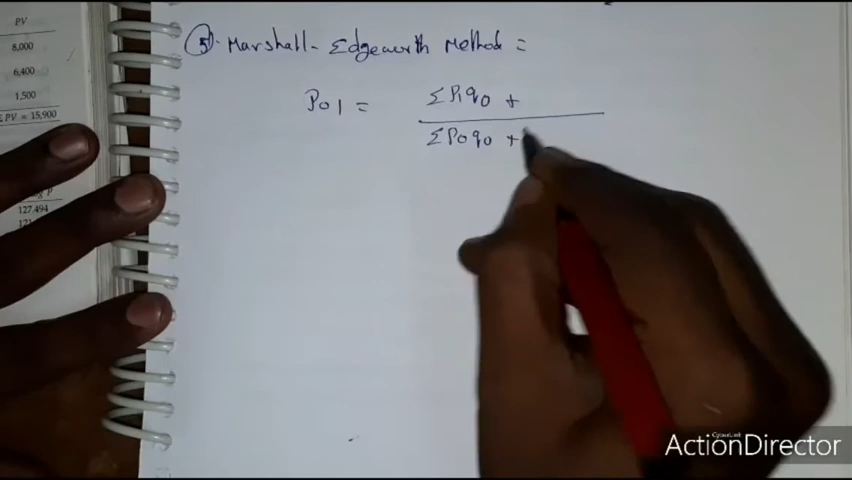 PV
8,000
6,400
1,500
Σ PV = 15,900
P
127.494
5). Marshall - Edgeworth Method =
P01 = ΣP1q0 +
ΣP0q0 +
ActionDirector